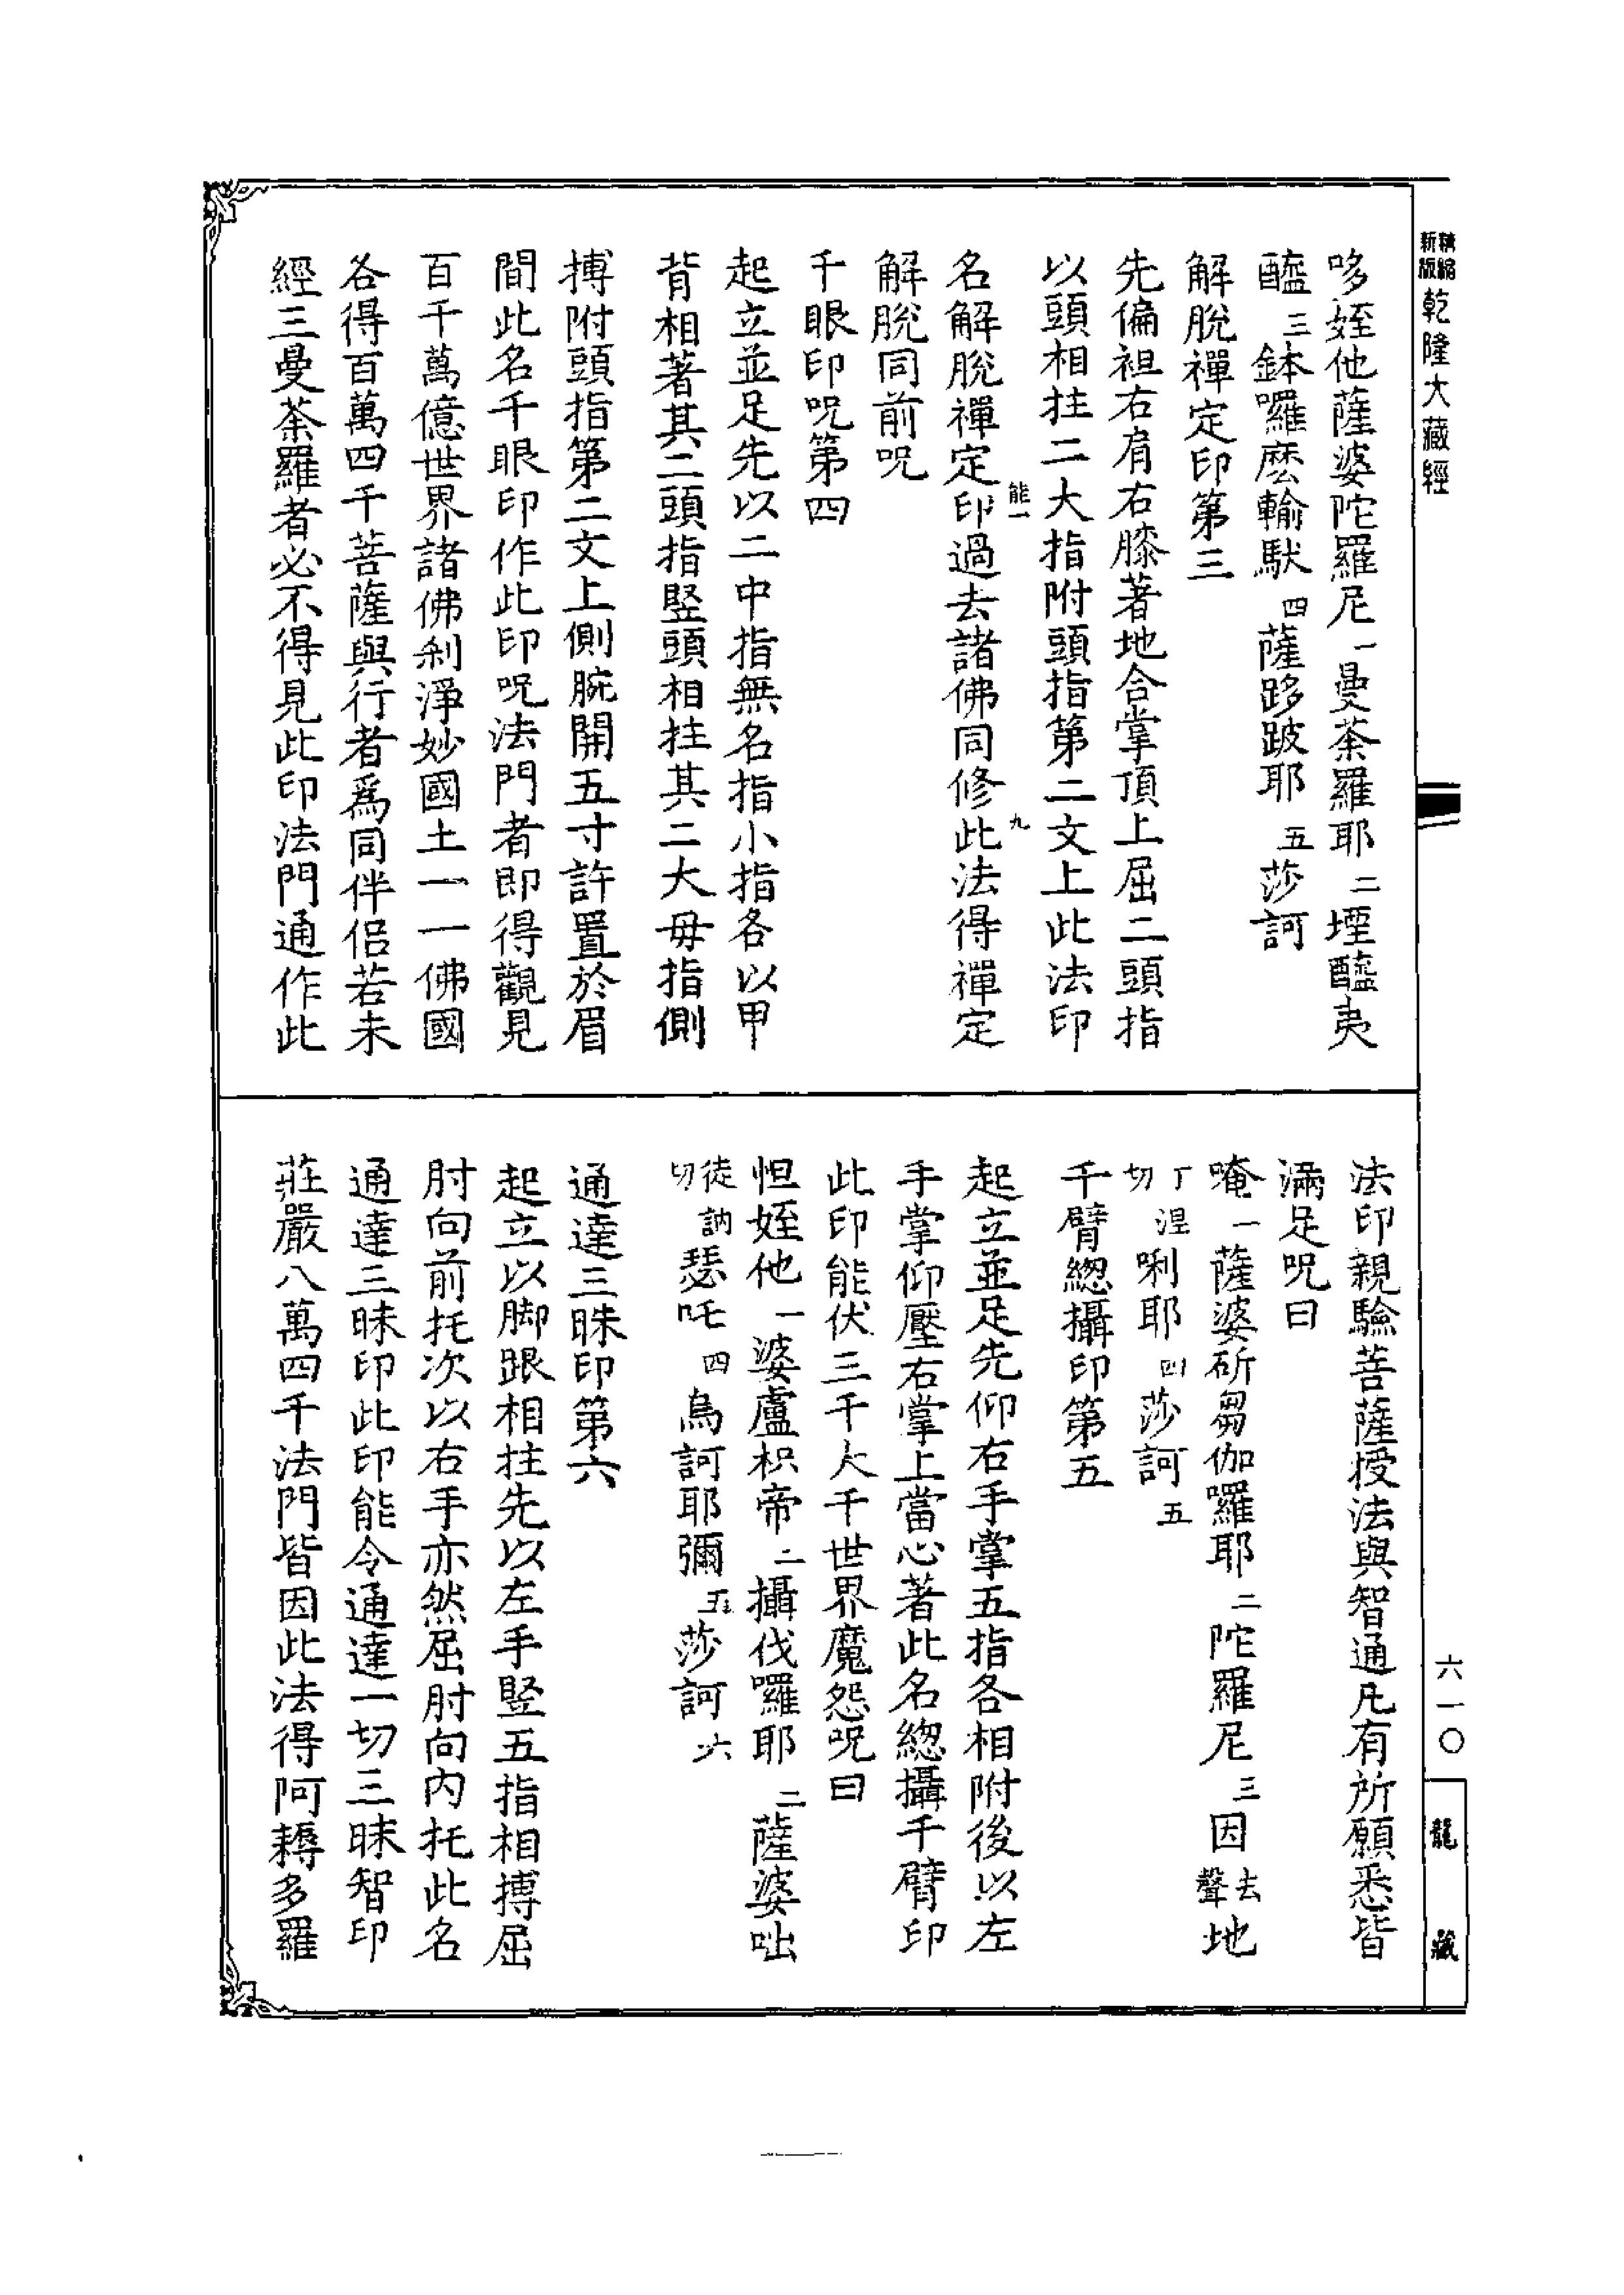 新版精縮乾隆大藏經
哆姪他薩婆陀羅尼一曼荼羅耶二堙醯夷
醯三鉢囉麼輸馱四薩跢跛耶五莎訶
解脫禪定印第三
先偏袒右肩右膝著地合掌頂上屈二頭指
以頭相拄二大指附頭指第二文上此法印
能一
九
名解脫禪定印過去諸佛同修此法得禪定
解脫同前呪
千眼印呪第四
起立並足先以二中指無名指小指各以甲
背相著其二頭指竪頭相拄其二大母指側
搏附頭指第二文上側腕開五寸許置於眉
間此名千眼印作此印呪法門者即得觀見
百千萬億世界諸佛刹淨妙國土一一佛國
各得百萬四千菩薩與行者爲同伴侣若未
經三曼荼羅者必不得見此印法門通作此
法印親驗菩薩授法與智通凡有所願悉皆
滿足呪曰
唵一薩婆斫芻伽囉耶二陀羅尼三因去聲地
丁涅切唎耶四莎訶五
千臂緫攝印第五
起立並足先仰右手掌五指各相附後以左
手掌仰壓右掌上當心著此名緫攝千臂印
此印能伏三千大千世界魔怨呪曰
怛姪他一婆盧枳帝二攝伐囉耶二薩婆咄
徒訥切瑟吒四烏訶耶彌五莎訶六
通達三昧印第六
起立以脚跟相拄先以左手竪五指相搏屈
肘向前托次以右手亦然屈肘向内托此名
通達三昧印此印能令通達一切三昧智印
莊嚴八萬四千法門皆因此法得阿耨多羅
六一〇
龍藏